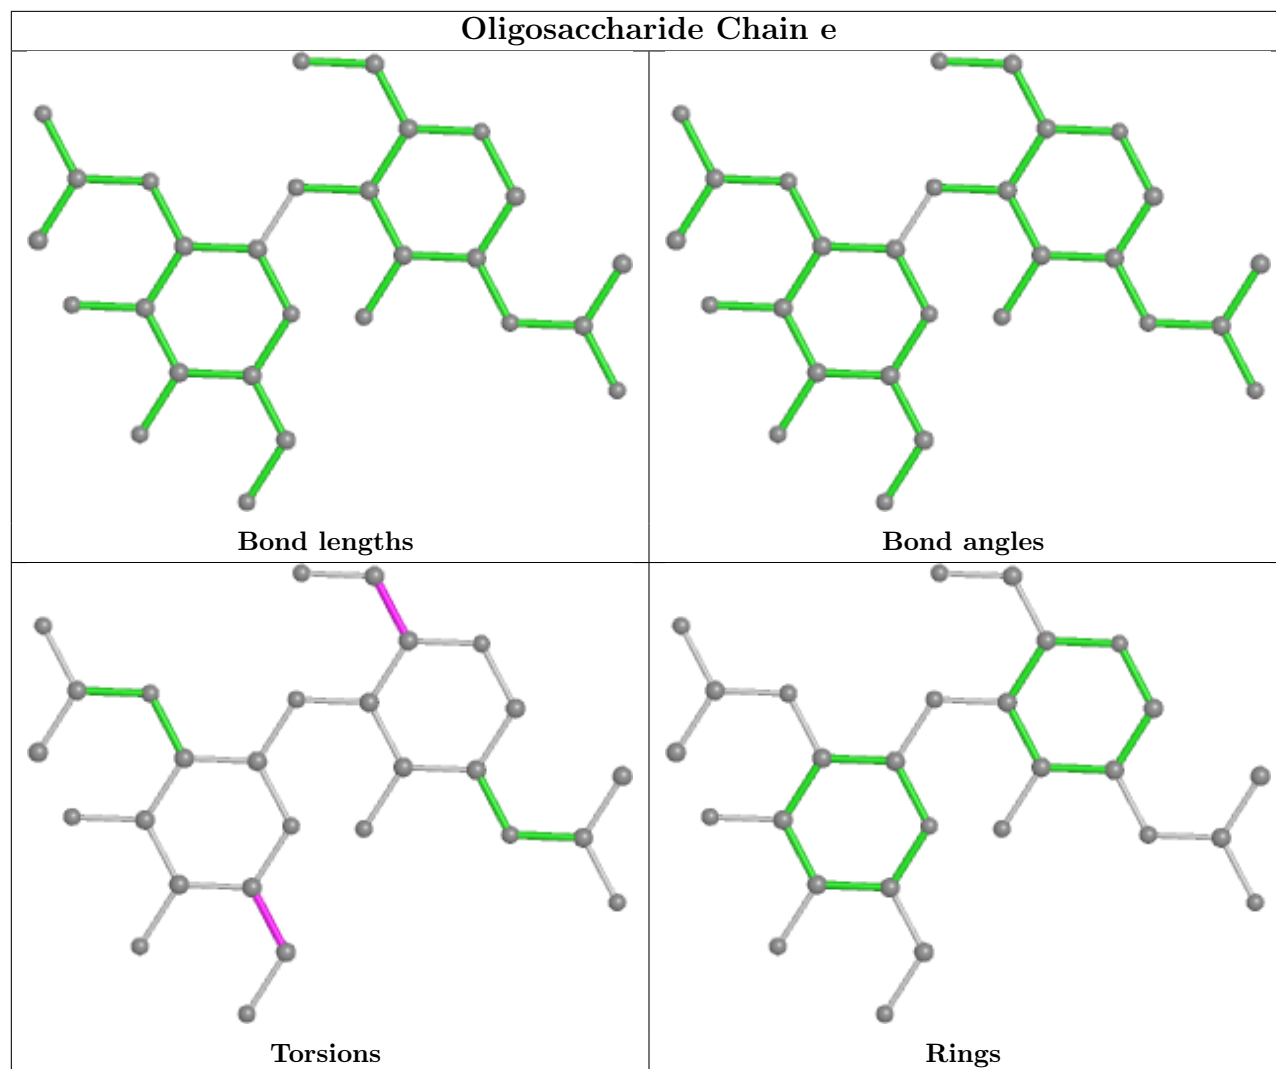 Oligosaccharide Chain e
Bond lengths
Bond angles
Torsions
Rings